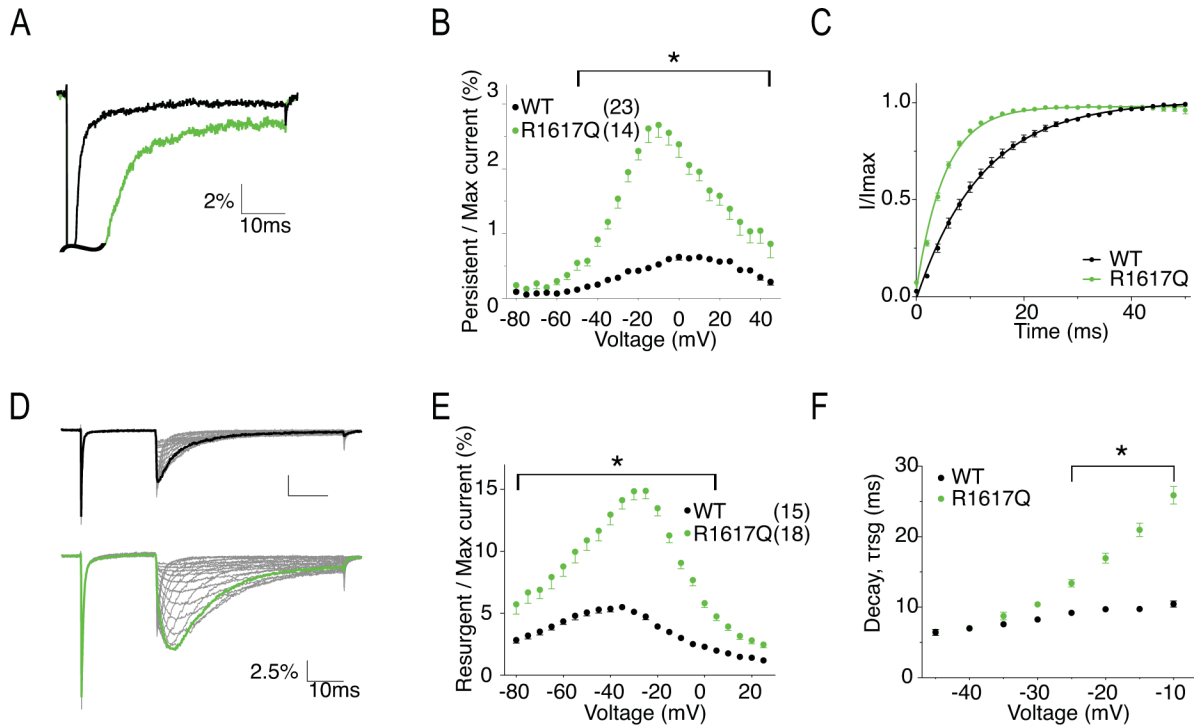 A
2%
10ms
B
Persistent / Max current (%)
3
2
1
0
*
WT (23)
R1617Q (14)
-80 -60 -40 -20 0 20 40
Voltage (mV)
C
I/Imax
1.0
0.5
0.0
WT
R1617Q
0 20 40
Time (ms)
D
2.5%
10ms
E
Resurgent / Max current (%)
15
10
5
0
*
WT (15)
R1617Q(18)
-80 -60 -40 -20 0 20
Voltage (mV)
F
Decay, τrsg (ms)
30
20
10
0
*
WT
R1617Q
-40 -30 -20 -10
Voltage (mV)